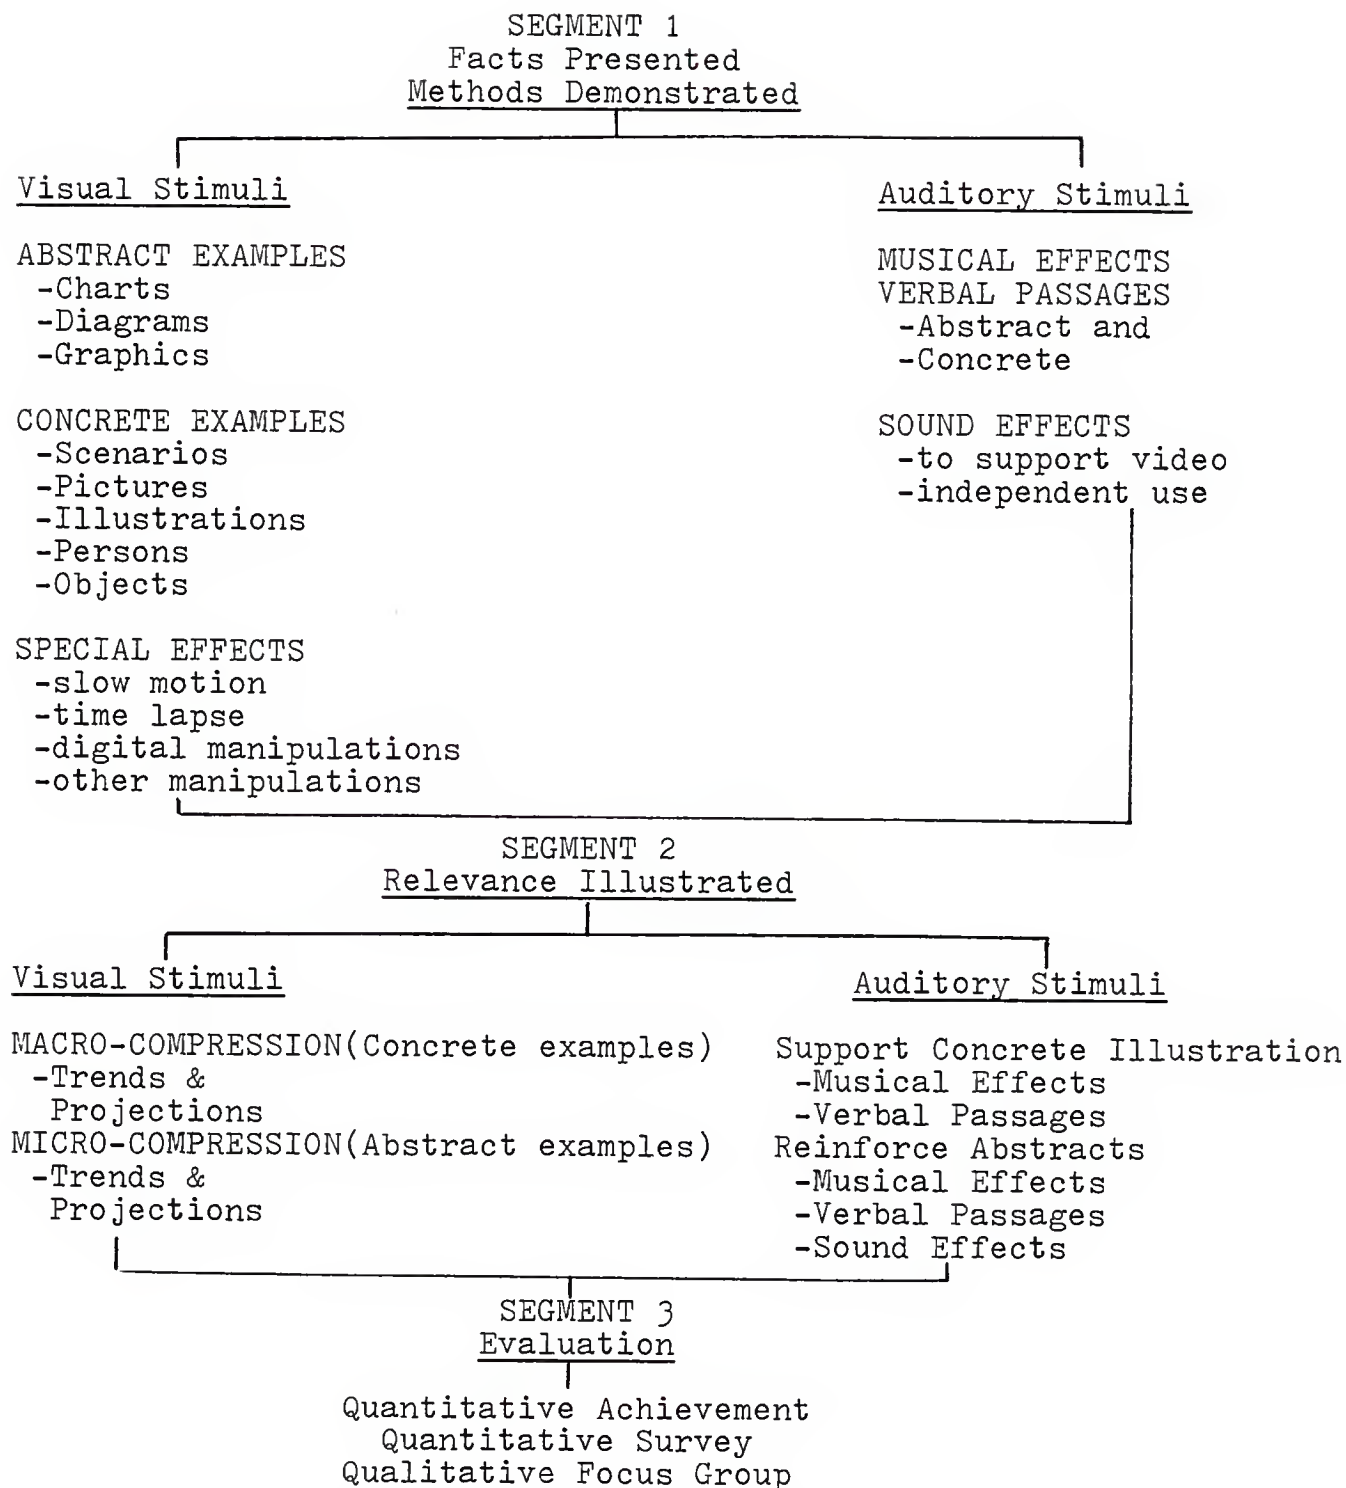 SEGMENT 1
Facts Presented
Methods Demonstrated
Visual Stimuli
ABSTRACT EXAMPLES
-Charts
-Diagrams
-Graphics
CONCRETE EXAMPLES
-Scenarios
-Pictures
-Illustrations
-Persons
-Objects
SPECIAL EFFECTS
-slow motion
-time lapse
-digital manipulations
-other manipulations
Auditory Stimuli
MUSICAL EFFECTS
VERBAL PASSAGES
-Abstract and
-Concrete
SOUND EFFECTS
-to support video
-independent use
SEGMENT 2
Relevance Illustrated
Visual Stimuli
MACRO-COMPRESSION(Concrete examples)
-Trends &
Projections
MICRO-COMPRESSION(Abstract examples)
-Trends &
Projections
Auditory Stimuli
Support Concrete Illustration
-Musical Effects
-Verbal Passages
Reinforce Abstracts
-Musical Effects
-Verbal Passages
-Sound Effects
SEGMENT 3
Evaluation
Quantitative Achievement
Quantitative Survey
Qualitative Focus Group